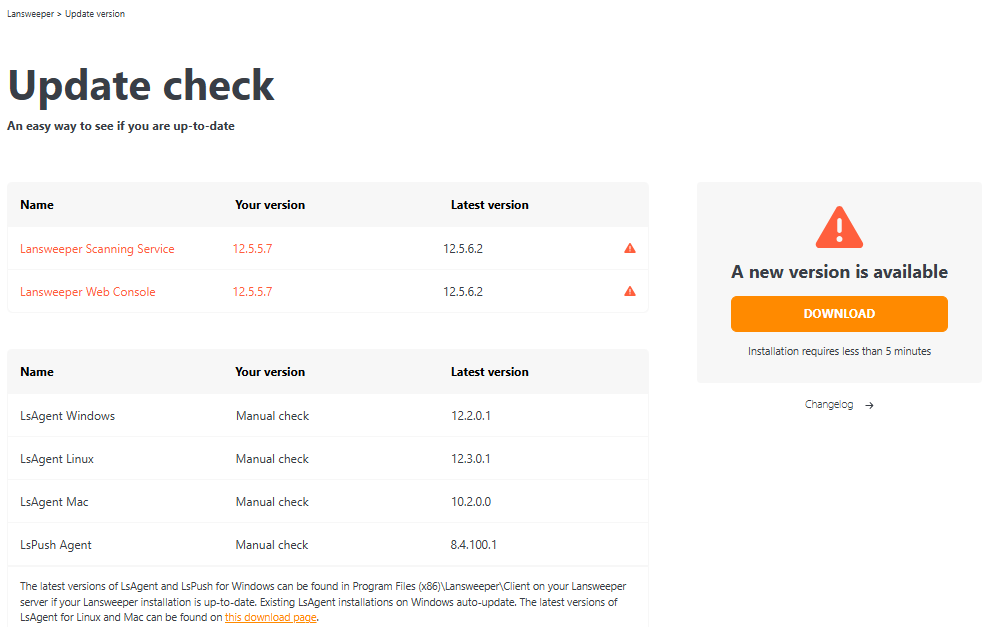 Lansweeper > Update version
Update check
An easy way to see if you are up-to-date
Name Your version Latest version
Lansweeper Scanning Service 12.5.5.7 12.5.6.2
Lansweeper Web Console 12.5.5.7 12.5.6.2
A new version is available
DOWNLOAD
Installation requires less than 5 minutes
Changelog →
Name Your version Latest version
LsAgent Windows Manual check 12.2.0.1
LsAgent Linux Manual check 12.3.0.1
LsAgent Mac Manual check 10.2.0.0
LsPush Agent Manual check 8.4.100.1
The latest versions of LsAgent and LsPush for Windows can be found in Program Files (x86)\Lansweeper\Client on your Lansweeper
server if your Lansweeper installation is up-to-date. Existing LsAgent installations on Windows auto-update. The latest versions of
LsAgent for Linux and Mac can be found on this download page.